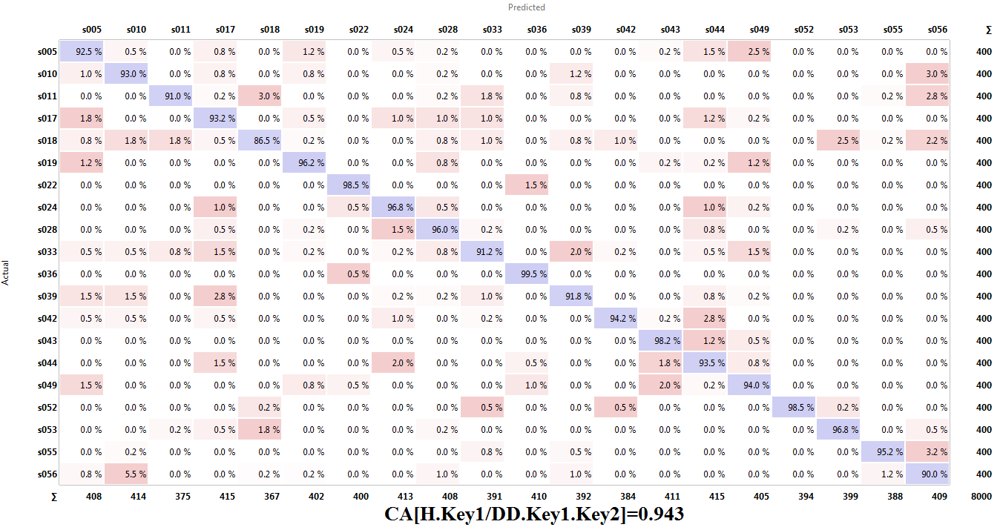 Predicted
s005 s010 s011 s017 s018 s019 s022 s024 s028 s033 s036 s039 s042 s043 s044 s049 s052 s053 s055 s056 Σ
s005 92.5 % 0.5 % 0.0 % 0.8 % 0.0 % 1.2 % 0.0 % 0.5 % 0.2 % 0.0 % 0.0 % 0.0 % 0.0 % 0.2 % 1.5 % 2.5 % 0.0 % 0.0 % 0.0 % 0.0 % 400
s010 1.0 % 93.0 % 0.0 % 0.8 % 0.0 % 0.8 % 0.0 % 0.0 % 0.2 % 0.0 % 0.0 % 1.2 % 0.0 % 0.0 % 0.0 % 0.0 % 0.0 % 0.0 % 0.0 % 3.0 % 400
s011 0.0 % 0.0 % 91.0 % 0.2 % 3.0 % 0.0 % 0.0 % 0.0 % 0.2 % 1.8 % 0.0 % 0.8 % 0.0 % 0.0 % 0.0 % 0.0 % 0.0 % 0.0 % 0.2 % 2.8 % 400
s017 1.8 % 0.0 % 0.0 % 93.2 % 0.0 % 0.5 % 0.0 % 1.0 % 1.0 % 1.0 % 0.0 % 0.0 % 0.0 % 0.0 % 1.2 % 0.2 % 0.0 % 0.0 % 0.0 % 0.0 % 400
s018 0.8 % 1.8 % 1.8 % 0.5 % 86.5 % 0.2 % 0.0 % 0.0 % 0.8 % 1.0 % 0.0 % 0.8 % 1.0 % 0.0 % 0.0 % 0.0 % 0.0 % 2.5 % 0.2 % 2.2 % 400
s019 1.2 % 0.0 % 0.0 % 0.0 % 0.0 % 96.2 % 0.0 % 0.0 % 0.8 % 0.0 % 0.0 % 0.0 % 0.0 % 0.2 % 0.2 % 1.2 % 0.0 % 0.0 % 0.0 % 0.0 % 400
s022 0.0 % 0.0 % 0.0 % 0.0 % 0.0 % 0.0 % 98.5 % 0.0 % 0.0 % 0.0 % 1.5 % 0.0 % 0.0 % 0.0 % 0.0 % 0.0 % 0.0 % 0.0 % 0.0 % 0.0 % 400
s024 0.0 % 0.0 % 0.0 % 1.0 % 0.0 % 0.0 % 0.5 % 96.8 % 0.5 % 0.0 % 0.0 % 0.0 % 0.0 % 0.0 % 1.0 % 0.2 % 0.0 % 0.0 % 0.0 % 0.0 % 400
s028 0.0 % 0.0 % 0.0 % 0.5 % 0.0 % 0.2 % 0.0 % 1.5 % 96.0 % 0.2 % 0.0 % 0.0 % 0.0 % 0.0 % 0.8 % 0.0 % 0.0 % 0.2 % 0.0 % 0.5 % 400
s033 0.5 % 0.5 % 0.8 % 1.5 % 0.0 % 0.2 % 0.0 % 0.2 % 0.8 % 91.2 % 0.0 % 2.0 % 0.2 % 0.0 % 0.5 % 1.5 % 0.0 % 0.0 % 0.0 % 0.0 % 400
s036 0.0 % 0.0 % 0.0 % 0.0 % 0.0 % 0.0 % 0.5 % 0.0 % 0.0 % 0.0 % 99.5 % 0.0 % 0.0 % 0.0 % 0.0 % 0.0 % 0.0 % 0.0 % 0.0 % 0.0 % 400
Actual
s039 1.5 % 1.5 % 0.0 % 2.8 % 0.0 % 0.0 % 0.0 % 0.2 % 0.2 % 1.0 % 0.0 % 91.8 % 0.0 % 0.0 % 0.8 % 0.2 % 0.0 % 0.0 % 0.0 % 0.0 % 400
s042 0.5 % 0.5 % 0.0 % 0.5 % 0.0 % 0.0 % 0.0 % 1.0 % 0.0 % 0.2 % 0.0 % 0.0 % 94.2 % 0.2 % 2.8 % 0.0 % 0.0 % 0.0 % 0.0 % 0.0 % 400
s043 0.0 % 0.0 % 0.0 % 0.0 % 0.0 % 0.0 % 0.0 % 0.0 % 0.0 % 0.0 % 0.0 % 0.0 % 0.0 % 98.2 % 1.2 % 0.5 % 0.0 % 0.0 % 0.0 % 0.0 % 400
s044 0.0 % 0.0 % 0.0 % 1.5 % 0.0 % 0.0 % 0.0 % 2.0 % 0.0 % 0.0 % 0.5 % 0.0 % 0.0 % 1.8 % 93.5 % 0.8 % 0.0 % 0.0 % 0.0 % 0.0 % 400
s049 1.5 % 0.0 % 0.0 % 0.0 % 0.0 % 0.8 % 0.5 % 0.0 % 0.0 % 0.0 % 1.0 % 0.0 % 0.0 % 2.0 % 0.2 % 94.0 % 0.0 % 0.0 % 0.0 % 0.0 % 400
s052 0.0 % 0.0 % 0.0 % 0.0 % 0.2 % 0.0 % 0.0 % 0.0 % 0.0 % 0.5 % 0.0 % 0.0 % 0.5 % 0.0 % 0.0 % 0.0 % 98.5 % 0.2 % 0.0 % 0.0 % 400
s053 0.0 % 0.0 % 0.2 % 0.5 % 1.8 % 0.0 % 0.0 % 0.0 % 0.2 % 0.0 % 0.0 % 0.0 % 0.0 % 0.0 % 0.0 % 0.0 % 0.0 % 96.8 % 0.0 % 0.5 % 400
s055 0.0 % 0.2 % 0.0 % 0.0 % 0.0 % 0.0 % 0.0 % 0.0 % 0.0 % 0.8 % 0.0 % 0.5 % 0.0 % 0.0 % 0.0 % 0.0 % 0.0 % 0.0 % 95.2 % 3.2 % 400
s056 0.8 % 5.5 % 0.0 % 0.0 % 0.2 % 0.2 % 0.0 % 0.0 % 1.0 % 0.0 % 0.0 % 1.0 % 0.0 % 0.0 % 0.0 % 0.0 % 0.0 % 0.0 % 1.2 % 90.0 % 400
Σ 408 414 375 415 367 402 400 413 408 391 410 392 384 411 415 405 394 399 388 409 8000
CA[H.Key1/DD.Key1.Key2]=0.943